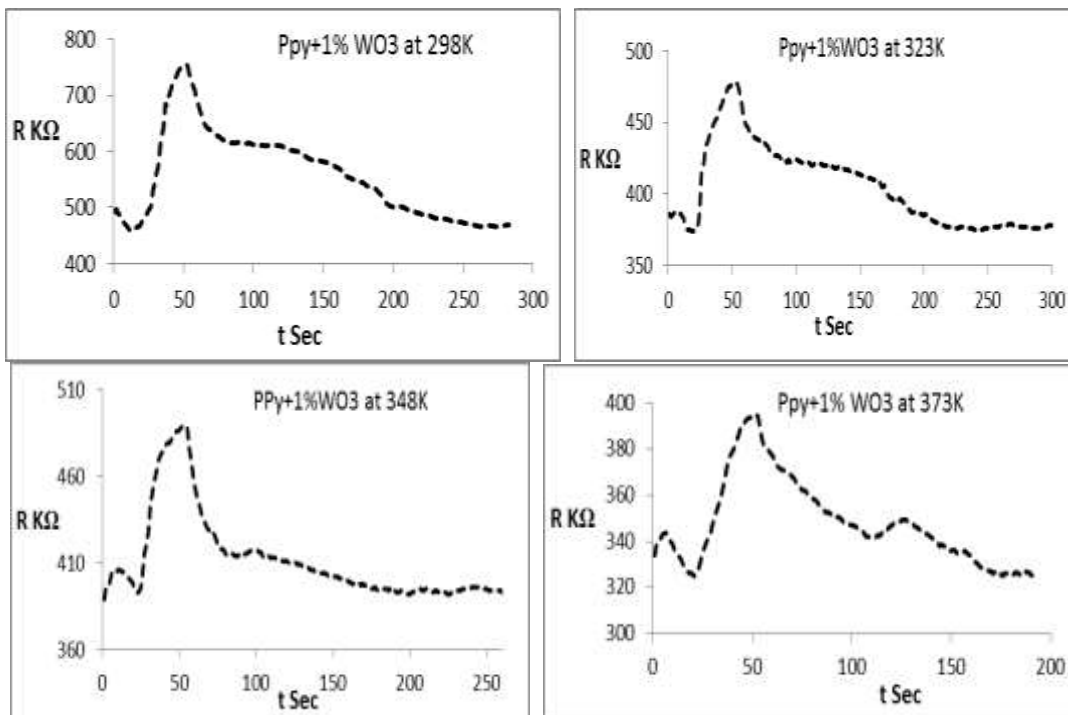 Ppy+1% WO3 at 298K
R KΩ
800
700
600
500
400
0 50 100 150 200 250 300
t Sec
Ppy+1%WO3 at 323K
R KΩ
500
450
400
350
0 50 100 150 200 250 300
t Sec
PPy+1%WO3 at 348K
R KΩ
510
460
410
360
0 50 100 150 200 250
t Sec
Ppy+1% WO3 at 373K
R KΩ
400
380
360
340
320
300
0 50 100 150 200
t Sec